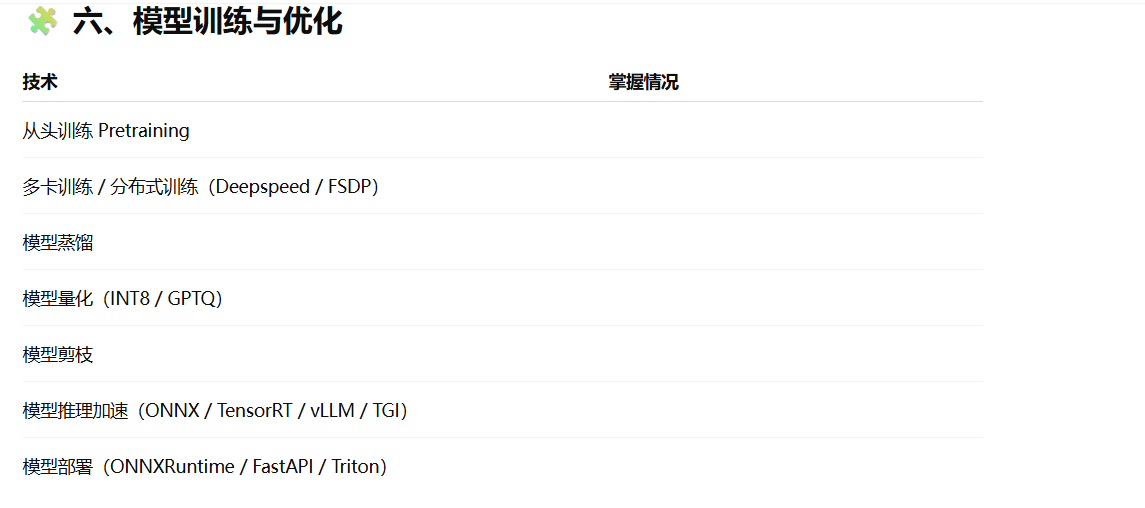 🧩 六、模型训练与优化
技术 掌握情况
从头训练 Pretraining
多卡训练 / 分布式训练（Deepspeed / FSDP）
模型蒸馏
模型量化（INT8 / GPTQ）
模型剪枝
模型推理加速（ONNX / TensorRT / vLLM / TGI）
模型部署（ONNXRuntime / FastAPI / Triton）